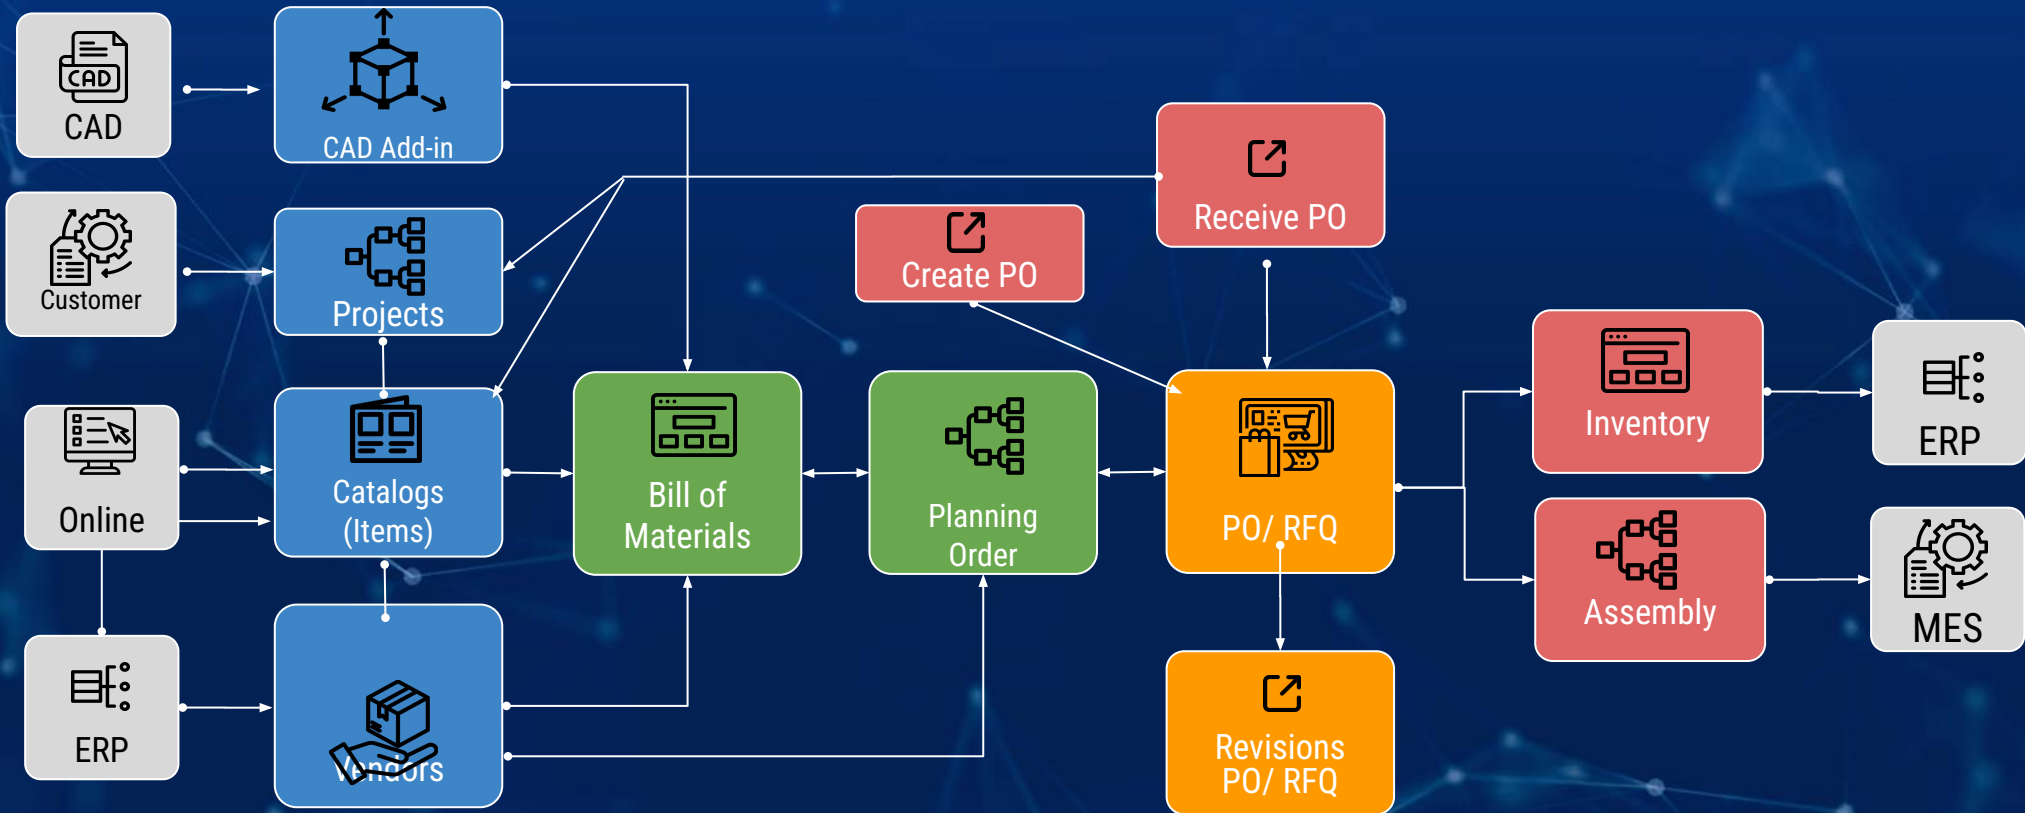 CAD
CAD
CAD Add-in
Customer
Projects
Receive PO
Create PO
Online
Catalogs
(Items)
Bill of
Materials
Planning
Order
PO/ RFQ
Inventory
ERP
Assembly
MES
ERP
Vendors
Revisions
PO/ RFQ